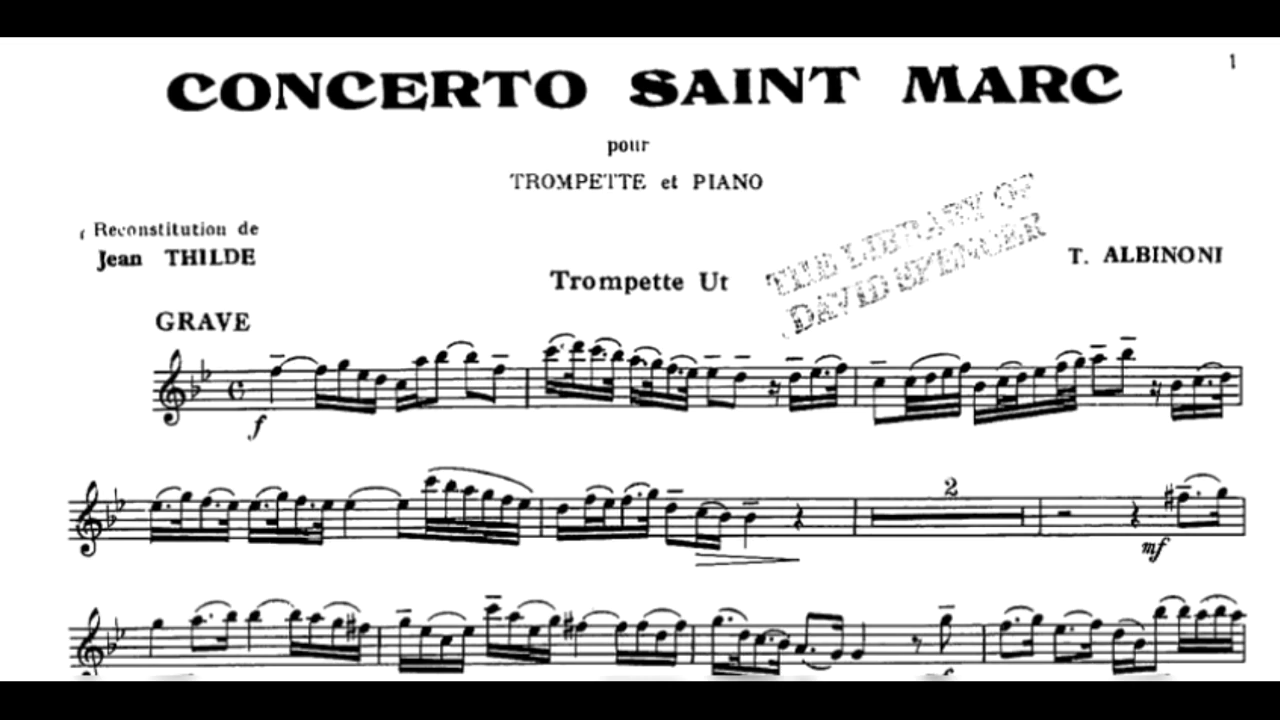 1
CONCERTO SAINT MARC
pour
TROMPETTE et PIANO
Reconstitution de
Jean THILDE
THE LIBRARY OF
DAVID SPENCER
T. ALBINONI
Trompette Ut
GRAVE
f
2
mf